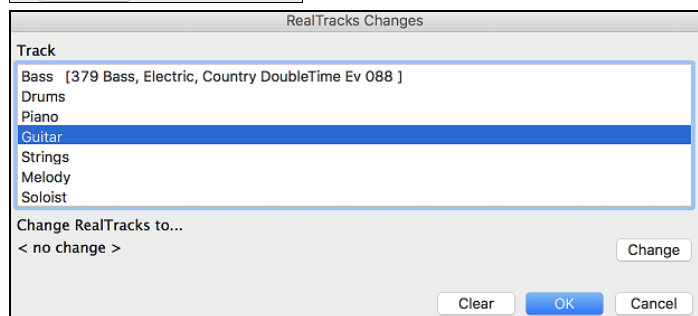 RealTracks Changes
Track
Bass [379 Bass, Electric, Country DoubleTime Ev 088 ]
Drums
Piano
Guitar
Strings
Melody
Soloist
Change RealTracks to...
< no change >
Change
Clear OK Cancel